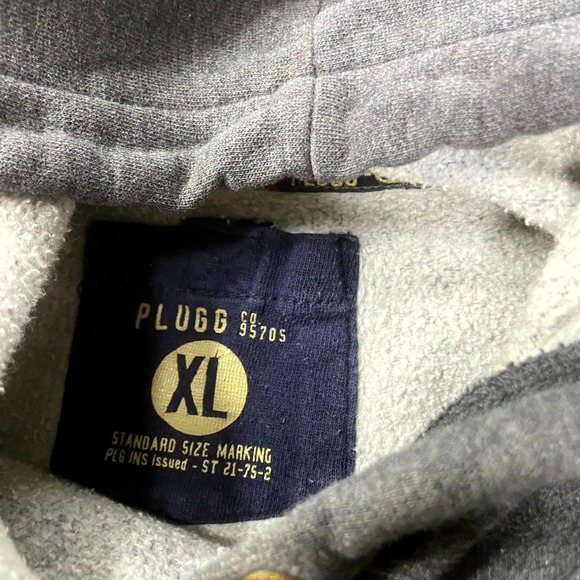 PLUGG CO. 95705
XL
STANDARD SIZE MARKING
PLG INS issued - ST 21-75-2